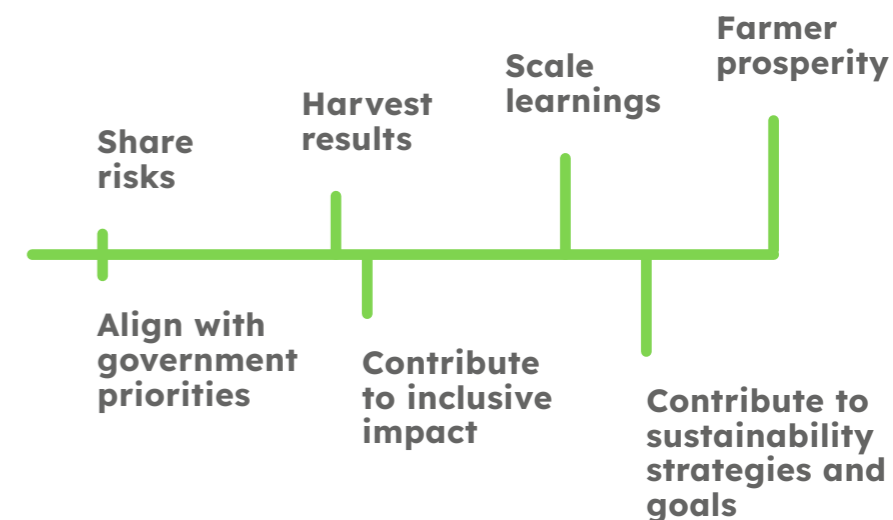 Farmer
prosperity
Scale
learnings
Harvest
results
Share
risks
Align with
government
priorities
Contribute
to inclusive
impact
Contribute to
sustainability
strategies and
goals